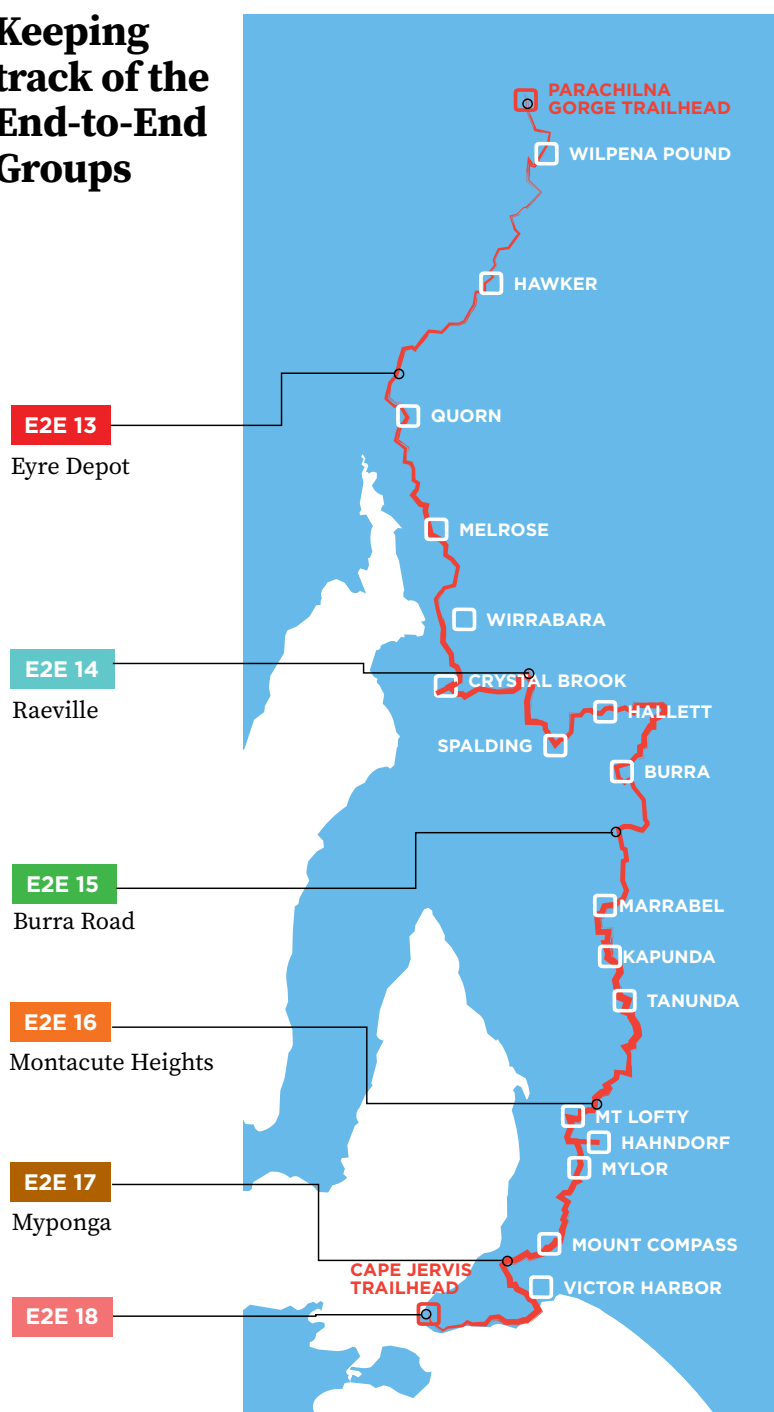 Keeping
track of the
End-to-End
Groups
PARACHILNA
GORGE TRAILHEAD
WILPENA POUND
HAWKER
E2E 13
Eyre Depot
QUORN
MELROSE
WIRRABARA
E2E 14
Raeville
CRYSTAL BROOK
HALLETT
SPALDING
BURRA
E2E 15
Burra Road
MARRABEL
KAPUNDA
TANUNDA
E2E 16
Montacute Heights
MT LOFTY
HAHNDORF
MYLOR
E2E 17
Myponga
MOUNT COMPASS
CAPE JERVIS
TRAILHEAD
VICTOR HARBOR
E2E 18